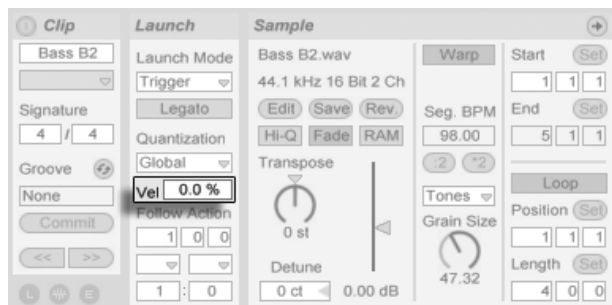 Clip
Bass B2
Signature
4 / 4
Groove
None
Commit
<< >>
L E
Launch
Launch Mode
Trigger
Legato
Quantization
Global
Vel 0.0 %
Follow Action
1 0 0
1 : 0
Sample
Bass B2.wav
44.1 kHz 16 Bit 2 Ch
Edit Save Rev.
Hi-Q Fade RAM
Transpose
0 st
Detune
0 ct 0.00 dB
Warp
Seg. BPM
98.00
:2 *2
Tones
Grain Size
47.32
Start Set
1 1 1
End Set
5 1 1
Loop
Position Set
1 1 1
Length Set
4 0 0